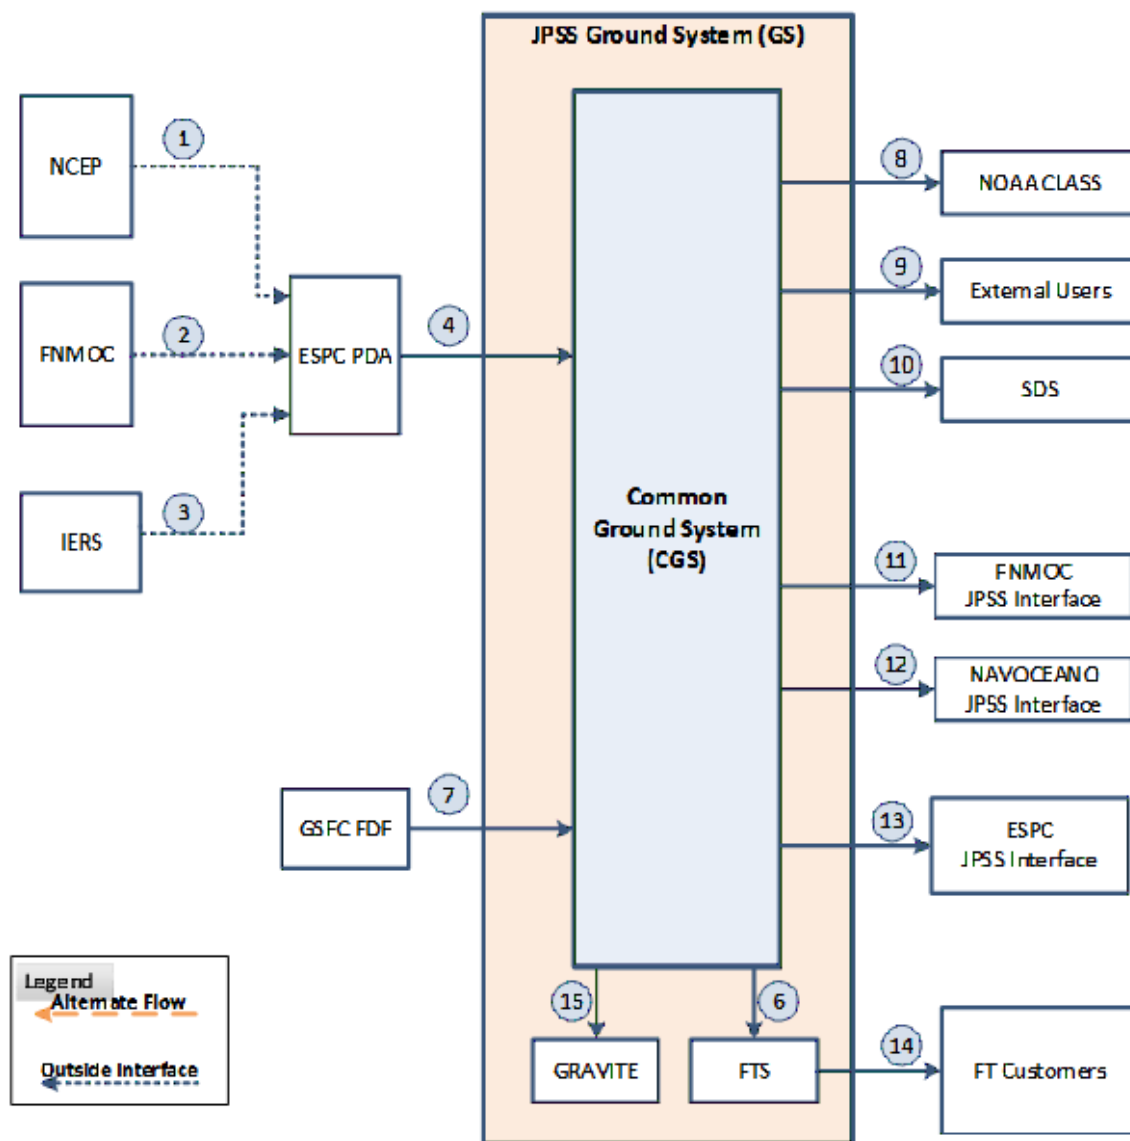 JPSS Ground System (GS)
NCEP
1
FNMOC
2
IERS
3
ESPC PDA
4
Common
Ground System
(CGS)
8
NOAA CLASS
9
External Users
10
SDS
11
FNMOC
JPSS Interface
12
NAVOCEANO
JPSS Interface
GSFC FDF
7
13
ESPC
JPSS Interface
15
6
GRAVITE
FTS
14
FT Customers
Legend
Alternate Flow
Outside Interface